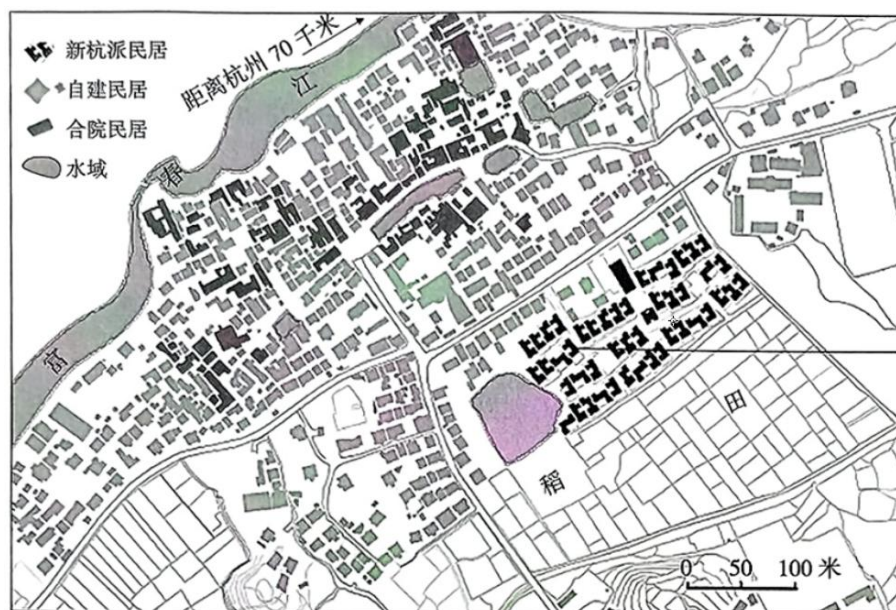 新杭派民居
自建民居
合院民居
水域
距离杭州 70 千米
富
春
江
稻
田
0 50 100 米